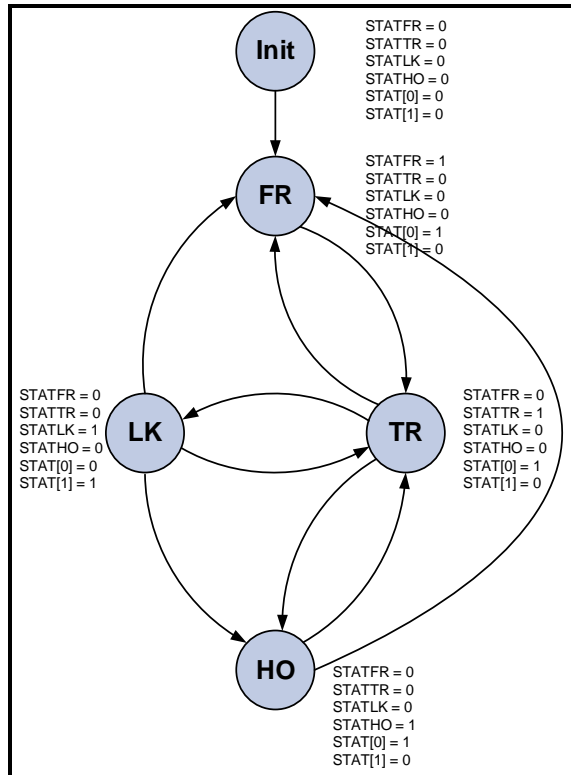 Init
STATFR = 0
STATTR = 0
STATLK = 0
STATHO = 0
STAT[0] = 0
STAT[1] = 0
FR
STATFR = 1
STATTR = 0
STATLK = 0
STATHO = 0
STAT[0] = 1
STAT[1] = 0
STATFR = 0
STATTR = 0
STATLK = 1
STATHO = 0
STAT[0] = 0
STAT[1] = 1
LK
TR
STATFR = 0
STATTR = 1
STATLK = 0
STATHO = 0
STAT[0] = 1
STAT[1] = 0
HO
STATFR = 0
STATTR = 0
STATLK = 0
STATHO = 1
STAT[0] = 1
STAT[1] = 0